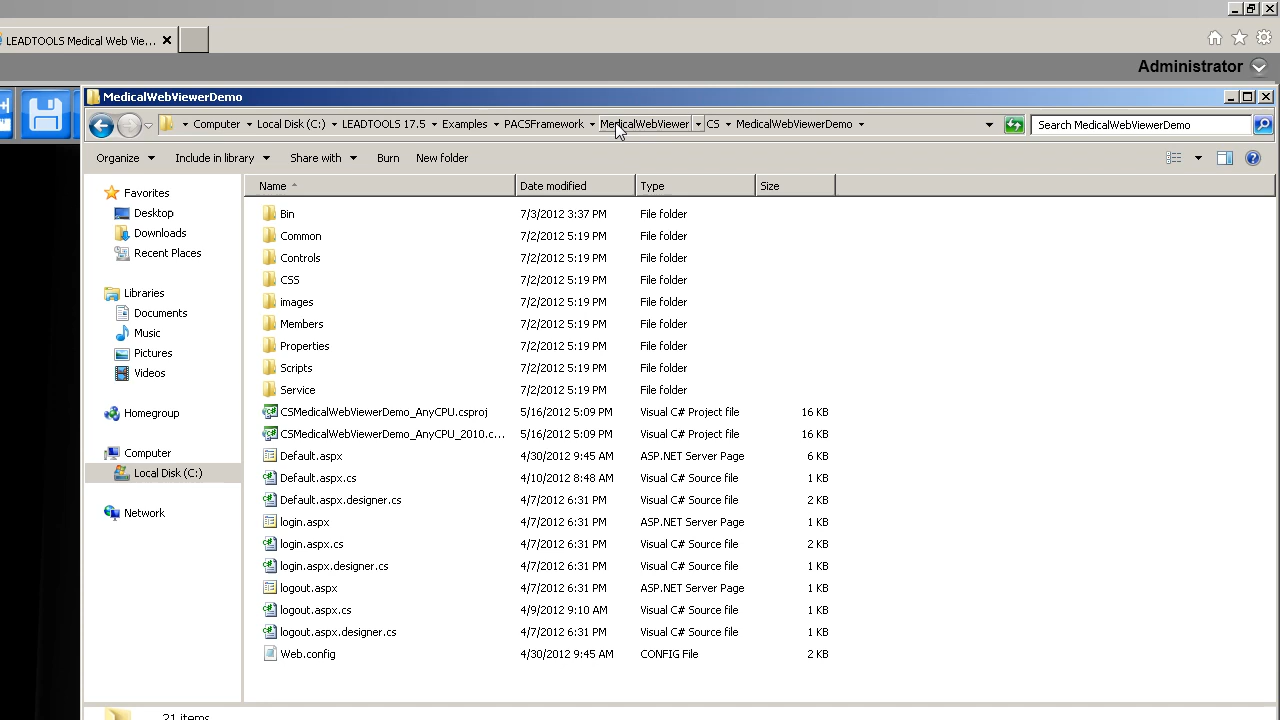 LEADTOOLS Medical Web Vie...
Administrator
MedicalWebViewerDemo
Computer Local Disk (C:) LEADTOOLS 17.5 Examples PACSFramework MedicalWebViewer CS MedicalWebViewerDemo
Search MedicalWebViewerDemo
Organize Include in library Share with Burn New folder
Name Date modified Type Size
Favorites
Desktop
Downloads
Recent Places
Libraries
Documents
Music
Pictures
Videos
Homegroup
Computer
Local Disk (C:)
Network
Bin 7/3/2012 3:37 PM File folder
Common 7/2/2012 5:19 PM File folder
Controls 7/2/2012 5:19 PM File folder
CSS 7/2/2012 5:19 PM File folder
images 7/2/2012 5:19 PM File folder
Members 7/2/2012 5:19 PM File folder
Properties 7/2/2012 5:19 PM File folder
Scripts 7/2/2012 5:19 PM File folder
Service 7/2/2012 5:19 PM File folder
CSMedicalWebViewerDemo_AnyCPU.csproj 5/16/2012 5:09 PM Visual C# Project file 16 KB
CSMedicalWebViewerDemo_AnyCPU_2010.c... 5/16/2012 5:09 PM Visual C# Project file 16 KB
Default.aspx 4/30/2012 9:45 AM ASP.NET Server Page 6 KB
Default.aspx.cs 4/10/2012 8:48 AM Visual C# Source file 1 KB
Default.aspx.designer.cs 4/7/2012 6:31 PM Visual C# Source file 2 KB
login.aspx 4/7/2012 6:31 PM ASP.NET Server Page 1 KB
login.aspx.cs 4/7/2012 6:31 PM Visual C# Source file 2 KB
login.aspx.designer.cs 4/7/2012 6:31 PM Visual C# Source file 1 KB
logout.aspx 4/7/2012 6:31 PM ASP.NET Server Page 1 KB
logout.aspx.cs 4/9/2012 9:10 AM Visual C# Source file 1 KB
logout.aspx.designer.cs 4/7/2012 6:31 PM Visual C# Source file 1 KB
Web.config 4/30/2012 9:45 AM CONFIG File 2 KB
21 items